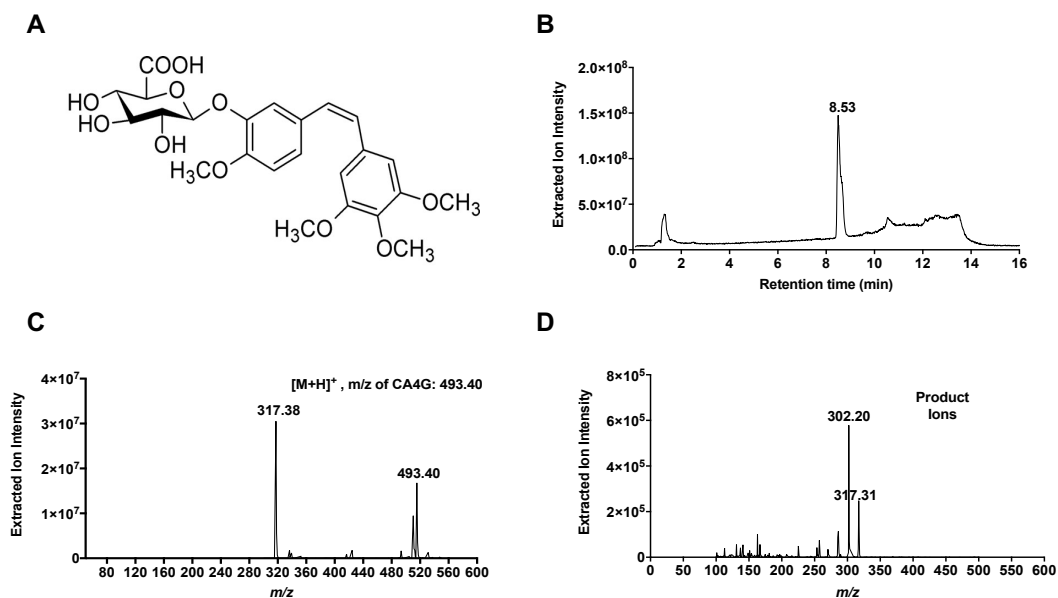 A
COOH
HO
O
O
HO
OH
H₃CO
OCH₃
H₃CO
OCH₃
B
2.0×10⁸
1.5×10⁸
1.0×10⁸
5.0×10⁷
0.0
8.53
0 2 4 6 8 10 12 14 16
Extracted Ion Intensity
Retention time (min)
C
4×10⁷
3×10⁷
2×10⁷
1×10⁷
0
[M+H]⁺ , m/z of CA4G: 493.40
317.38
493.40
80 120 160 200 240 280 320 360 400 440 480 520 560 600
Extracted Ion Intensity
m/z
D
8×10⁵
6×10⁵
4×10⁵
2×10⁵
0
Product
Ions
302.20
317.31
0 50 100 150 200 250 300 350 400 450 500 550 600
Extracted Ion Intensity
m/z